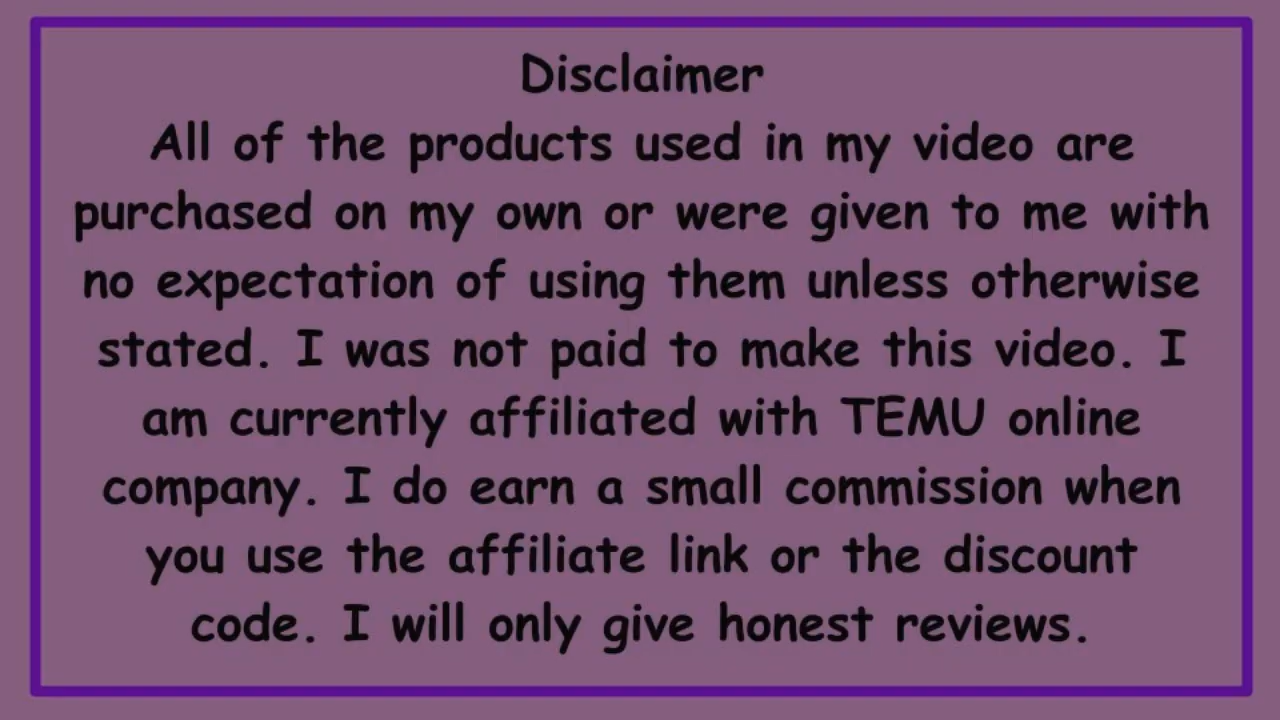 Disclaimer
All of the products used in my video are
purchased on my own or were given to me with
no expectation of using them unless otherwise
stated. I was not paid to make this video. I
am currently affiliated with TEMU online
company. I do earn a small commission when
you use the affiliate link or the discount
code. I will only give honest reviews.